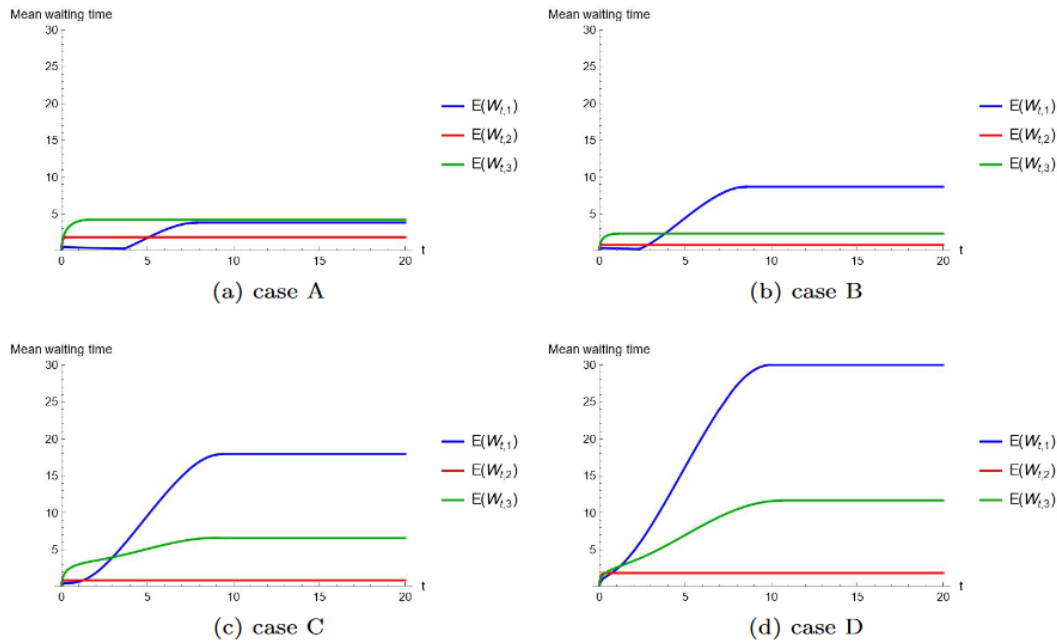 Mean waiting time
30
25
20
15
10
5
0
5
10
15
20
t
E(W_{t,1})
E(W_{t,2})
E(W_{t,3})
(a) case A
Mean waiting time
30
25
20
15
10
5
0
5
10
15
20
t
E(W_{t,1})
E(W_{t,2})
E(W_{t,3})
(b) case B
Mean waiting time
30
25
20
15
10
5
0
5
10
15
20
t
E(W_{t,1})
E(W_{t,2})
E(W_{t,3})
(c) case C
Mean waiting time
30
25
20
15
10
5
0
5
10
15
20
t
E(W_{t,1})
E(W_{t,2})
E(W_{t,3})
(d) case D